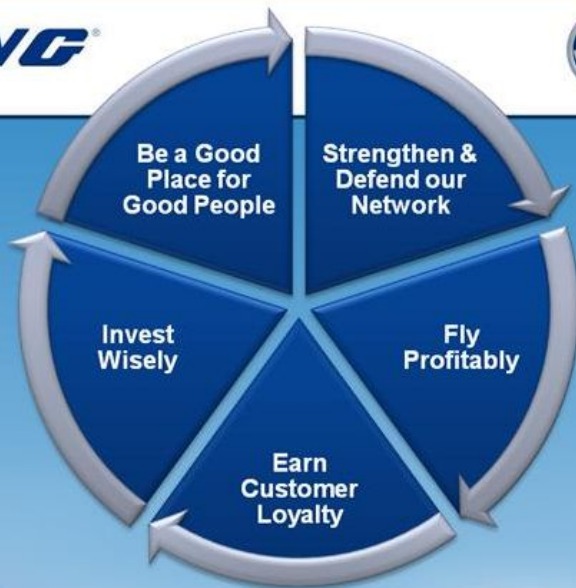 Be a Good
Place for
Good People
Strengthen &
Defend our
Network
Invest
Wisely
Fly
Profitably
Earn
Customer
Loyalty